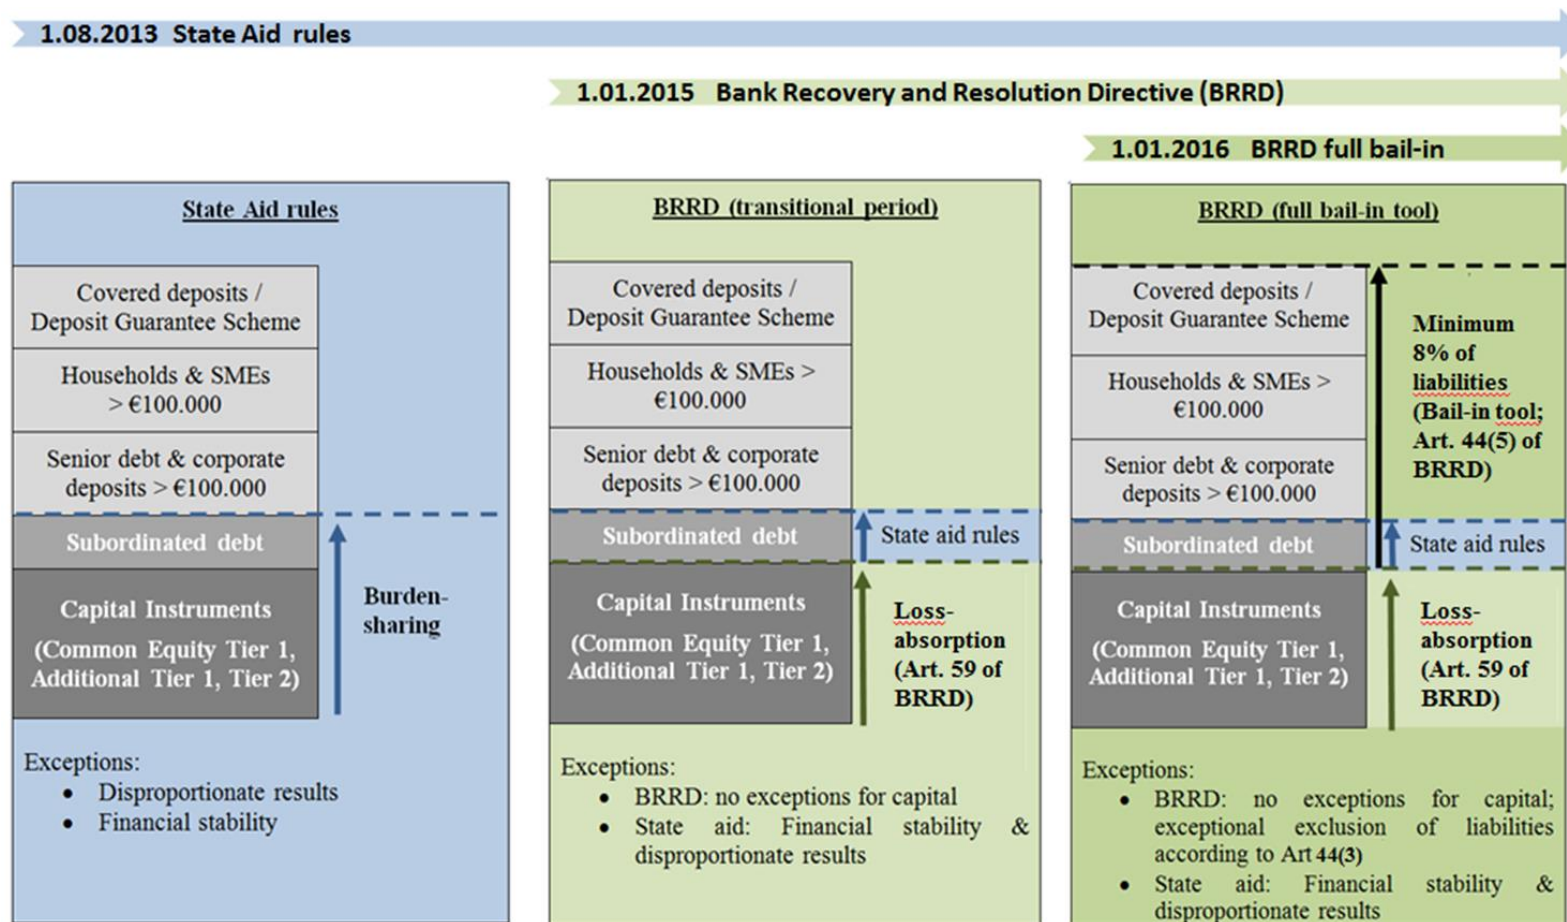 1.08.2013 State Aid rules
1.01.2015 Bank Recovery and Resolution Directive (BRRD)
1.01.2016 BRRD full bail-in
State Aid rules
Covered deposits /
Deposit Guarantee Scheme
Households & SMEs
> €100.000
Senior debt & corporate
deposits > €100.000
Subordinated debt
Capital Instruments
(Common Equity Tier 1,
Additional Tier 1, Tier 2)
Burden-
sharing
Exceptions:
• Disproportionate results
• Financial stability
BRRD (transitional period)
Covered deposits /
Deposit Guarantee Scheme
Households & SMEs >
€100.000
Senior debt & corporate
deposits > €100.000
Subordinated debt
State aid rules
Capital Instruments
(Common Equity Tier 1,
Additional Tier 1, Tier 2)
Loss-
absorption
(Art. 59 of
BRRD)
Exceptions:
• BRRD: no exceptions for capital
• State aid: Financial stability &
disproportionate results
BRRD (full bail-in tool)
Covered deposits /
Deposit Guarantee Scheme
Households & SMEs >
€100.000
Senior debt & corporate
deposits > €100.000
Minimum
8% of
liabilities
(Bail-in tool;
Art. 44(5) of
BRRD)
Subordinated debt
State aid rules
Capital Instruments
(Common Equity Tier 1,
Additional Tier 1, Tier 2)
Loss-
absorption
(Art. 59 of
BRRD)
Exceptions:
• BRRD: no exceptions for capital;
exceptional exclusion of liabilities
according to Art 44(3)
• State aid: Financial stability &
disproportionate results